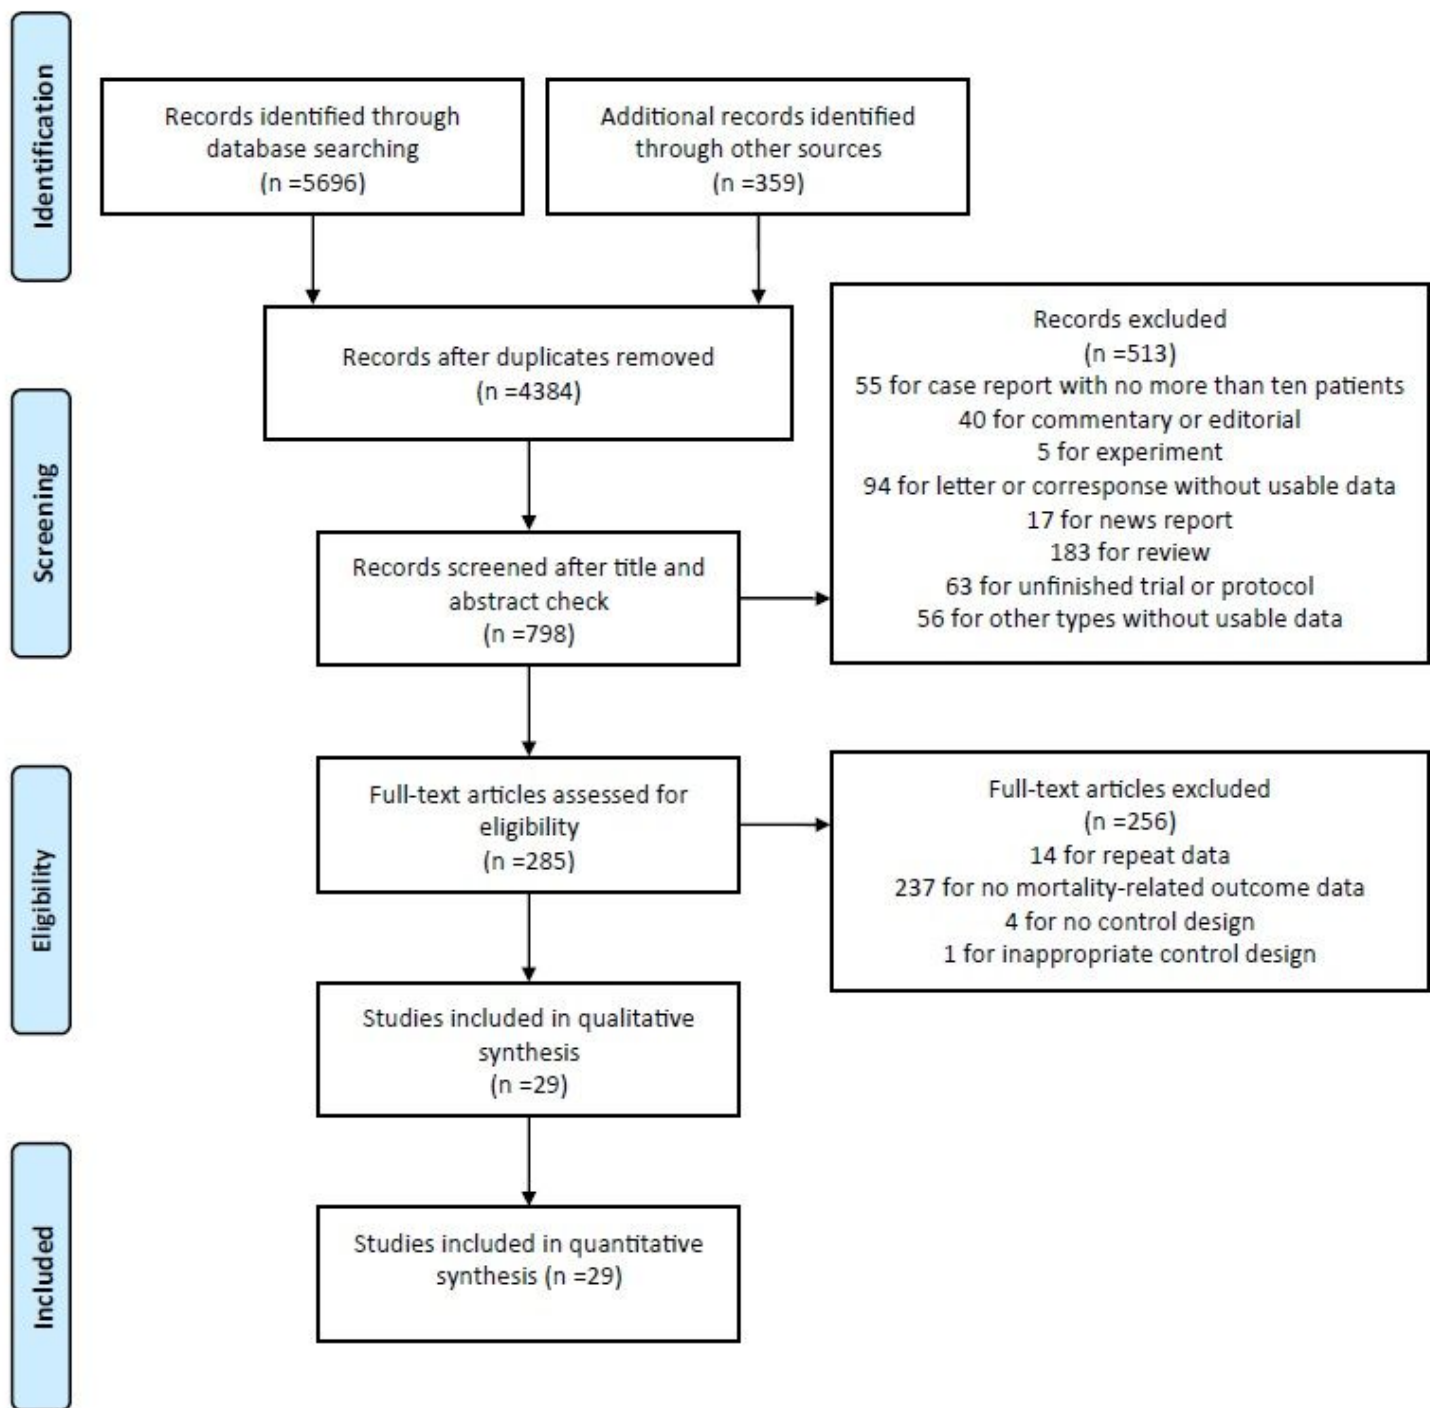 Identification
Records identified through
database searching
(n =5696)
Additional records identified
through other sources
(n =359)
Records after duplicates removed
(n =4384)
Screening
Records screened after title and
abstract check
(n =798)
Records excluded
(n =513)
55 for case report with no more than ten patients
40 for commentary or editorial
5 for experiment
94 for letter or corresponse without usable data
17 for news report
183 for review
63 for unfinished trial or protocol
56 for other types without usable data
Eligibility
Full-text articles assessed for
eligibility
(n =285)
Full-text articles excluded
(n =256)
14 for repeat data
237 for no mortality-related outcome data
4 for no control design
1 for inappropriate control design
Studies included in qualitative
synthesis
(n =29)
Included
Studies included in quantitative
synthesis (n =29)